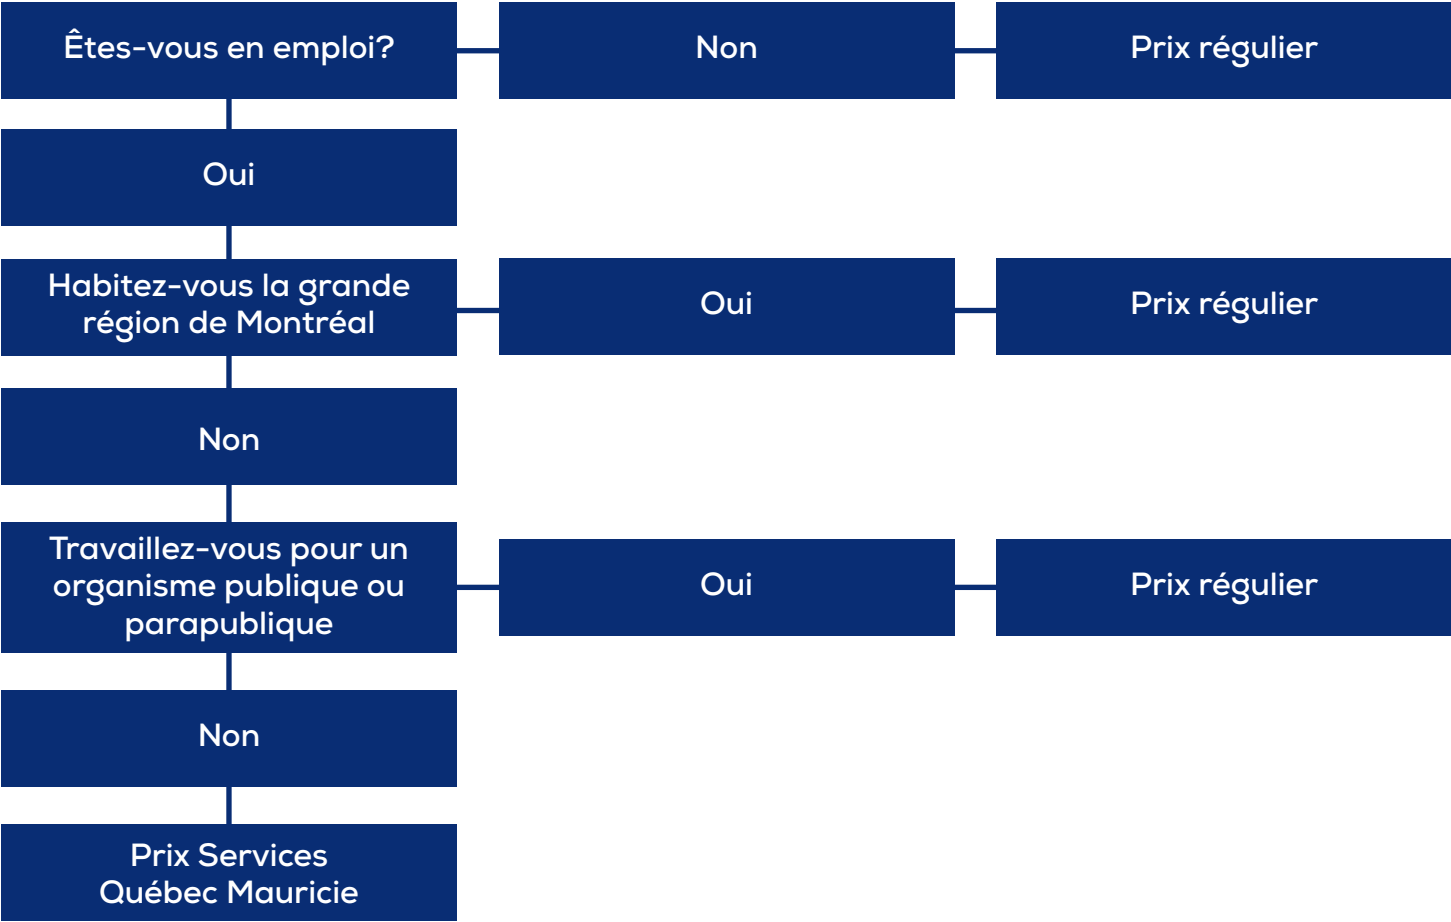 Êtes-vous en emploi?
Non
Prix régulier
Oui
Habitez-vous la grande
région de Montréal
Oui
Prix régulier
Non
Travaillez-vous pour un
organisme publique ou
parapublique
Oui
Prix régulier
Non
Prix Services
Québec Mauricie